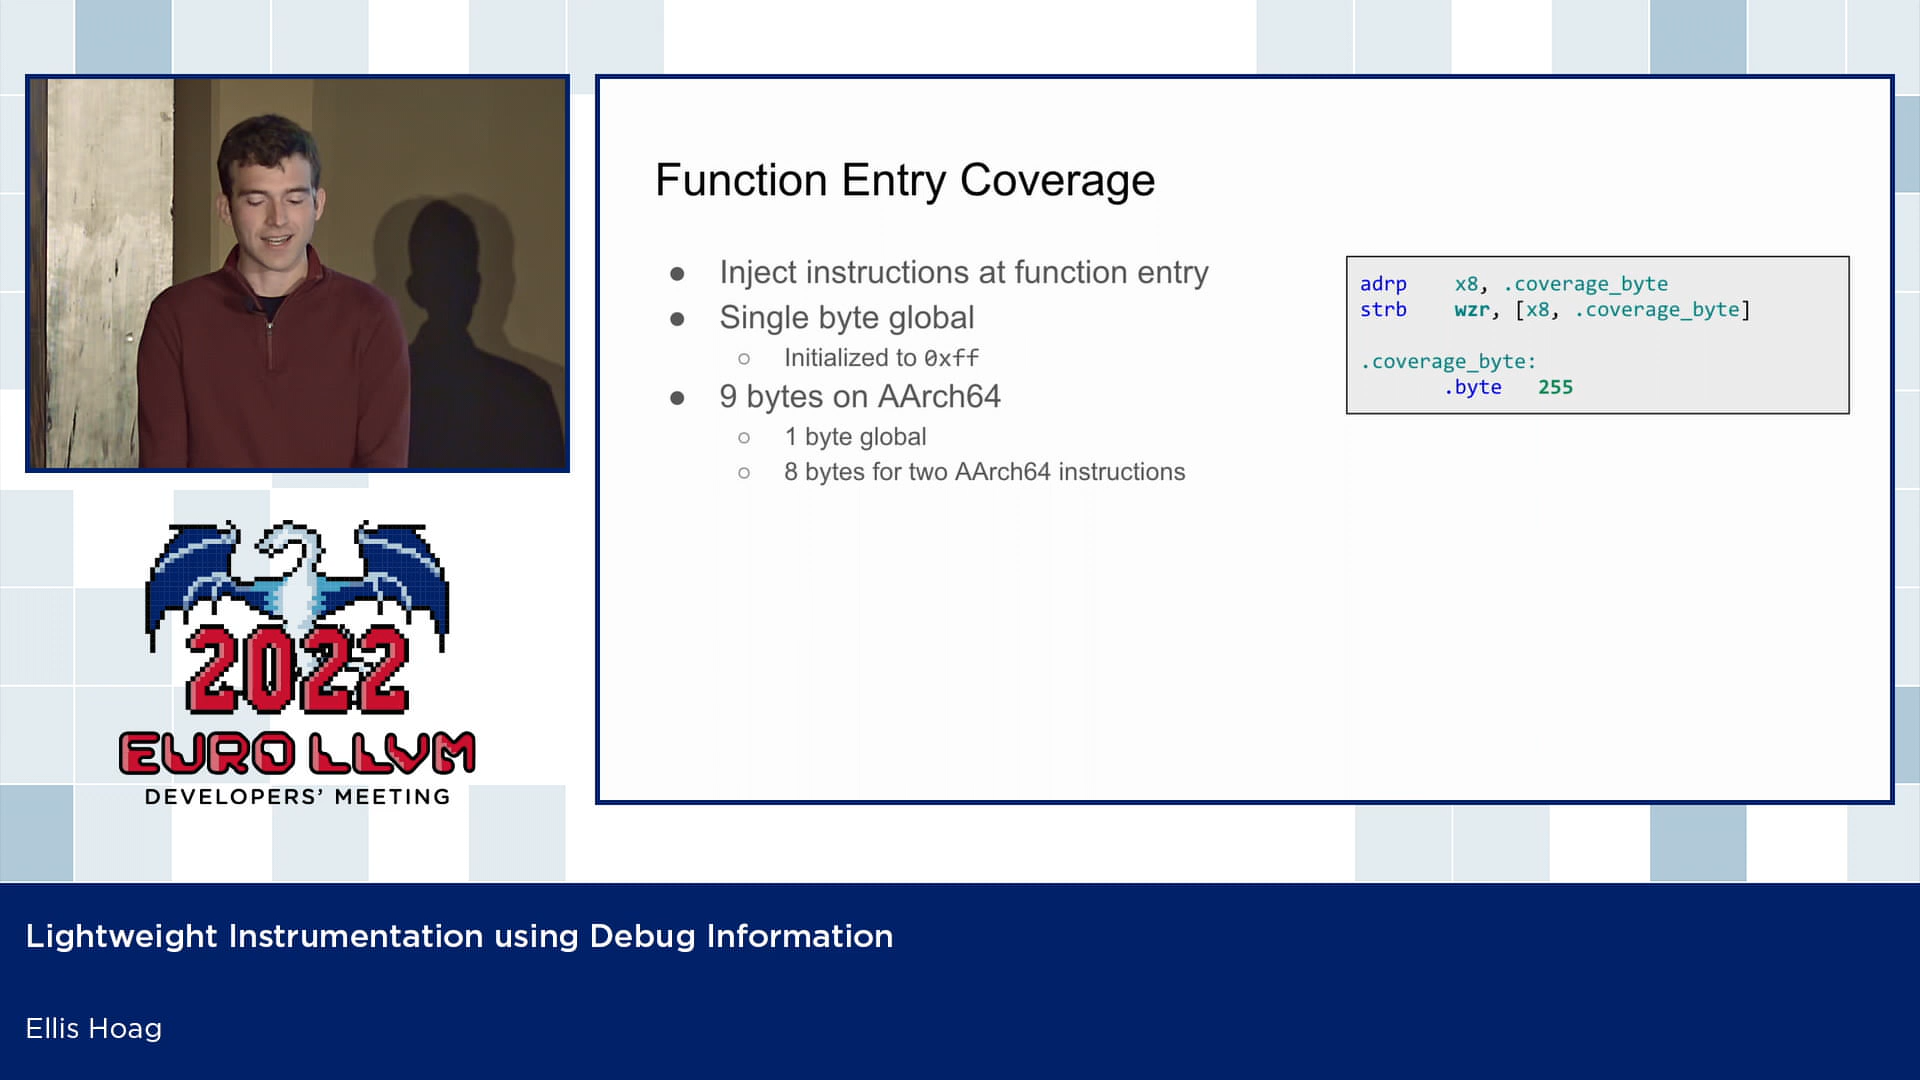 Function Entry Coverage
● Inject instructions at function entry
● Single byte global
○ Initialized to 0xff
● 9 bytes on AArch64
○ 1 byte global
○ 8 bytes for two AArch64 instructions
adrp x8, .coverage_byte
strb wzr, [x8, .coverage_byte]
.coverage_byte:
.byte 255
2022
EURO LLVM
DEVELOPERS’ MEETING
Lightweight Instrumentation using Debug Information
Ellis Hoag